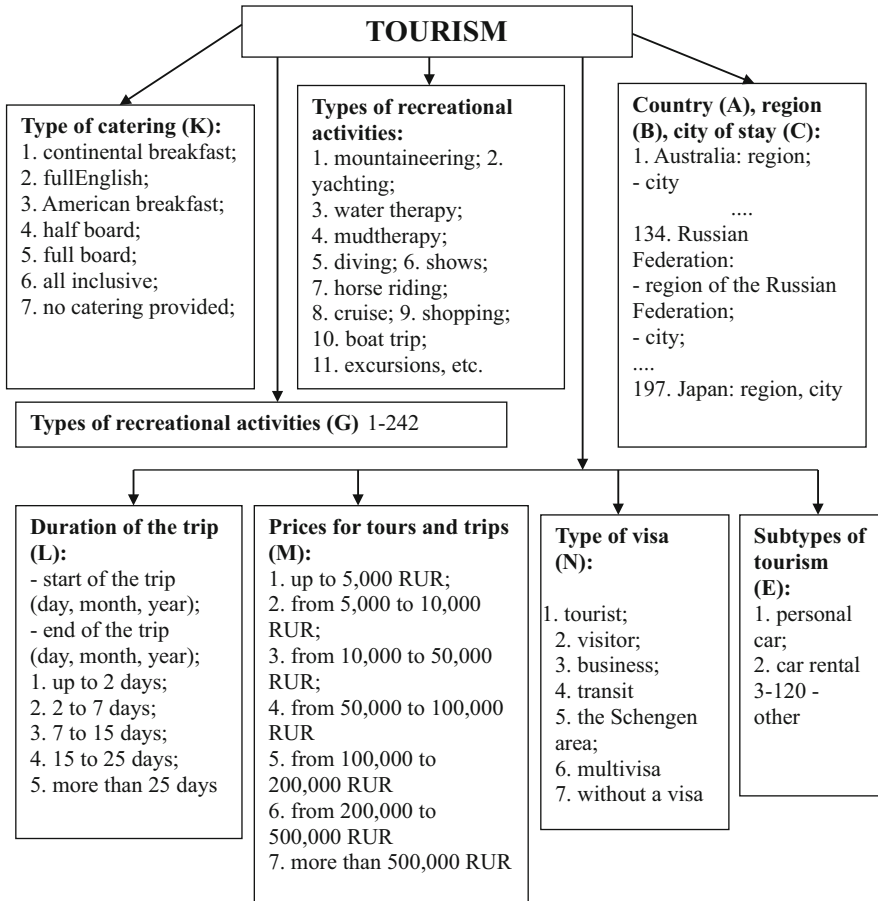 TOURISM
Type of catering (K):
1. continental breakfast;
2. fullEnglish;
3. American breakfast;
4. half board;
5. full board;
6. all inclusive;
7. no catering provided;
Types of recreational
activities:
1. mountaineering; 2.
yachting;
3. water therapy;
4. mudtherapy;
5. diving; 6. shows;
7. horse riding;
8. cruise; 9. shopping;
10. boat trip;
11. excursions, etc.
Country (A), region
(B), city of stay (C):
1. Australia: region;
- city
....
134. Russian
Federation:
- region of the Russian
Federation;
- city;
....
197. Japan: region, city
Types of recreational activities (G) 1-242
Duration of the trip
(L):
- start of the trip
(day, month, year);
- end of the trip
(day, month, year);
1. up to 2 days;
2. 2 to 7 days;
3. 7 to 15 days;
4. 15 to 25 days;
5. more than 25 days
Prices for tours and trips
(M):
1. up to 5,000 RUR;
2. from 5,000 to 10,000
RUR;
3. from 10,000 to 50,000
RUR;
4. from 50,000 to 100,000
RUR
5. from 100,000 to
200,000 RUR
6. from 200,000 to
500,000 RUR
7. more than 500,000 RUR
Type of visa
(N):
1. tourist;
2. visitor;
3. business;
4. transit
5. the Schengen
area;
6. multivisa
7. without a visa
Subtypes of
tourism
(E):
1. personal
car;
2. car rental
3-120 -
other